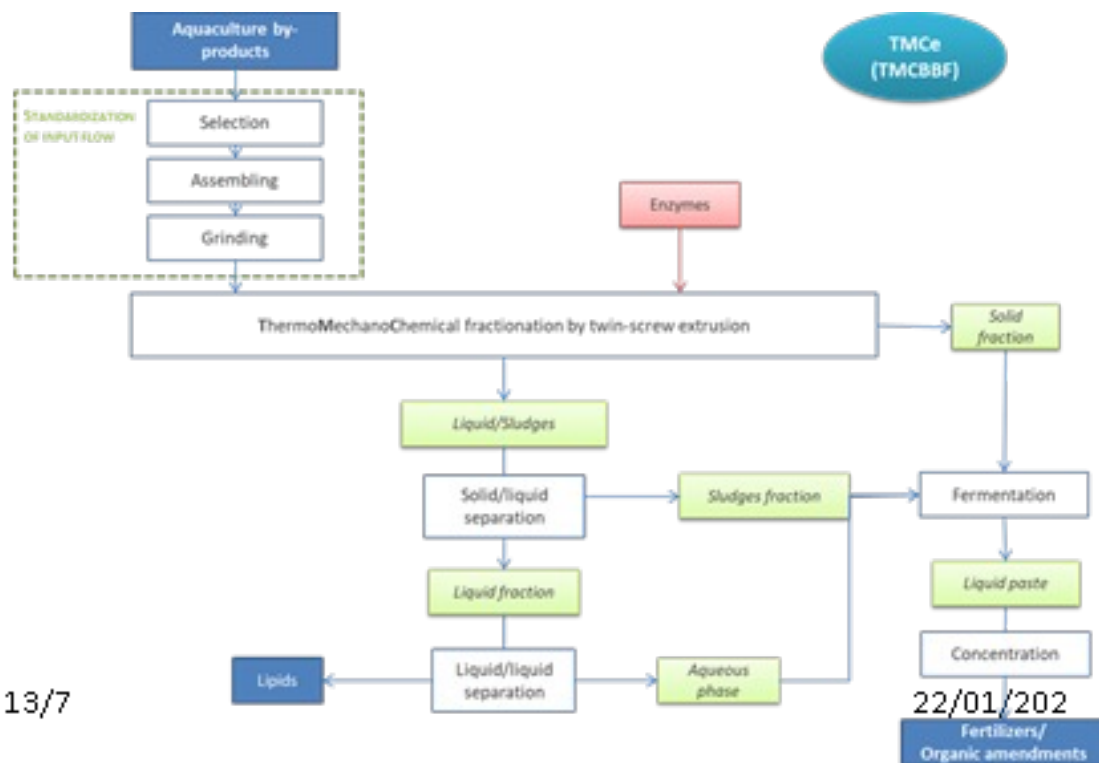 Aquaculture by-
products
TMCe
(TMCBBF)
STANDARDIZATION
OF INPUT FLOW
Selection
Assembling
Enzymes
Grinding
ThermoMechanoChemical fractionation by twin-screw extrusion
Solid
fraction
Liquid/Sludges
Solid/liquid
separation
Sludges fraction
Fermentation
Liquid fraction
Liquid paste
Lipids
Liquid/liquid
separation
Aqueous
phase
Concentration
13/7
22/01/202
Fertilizers/
Organic amendments